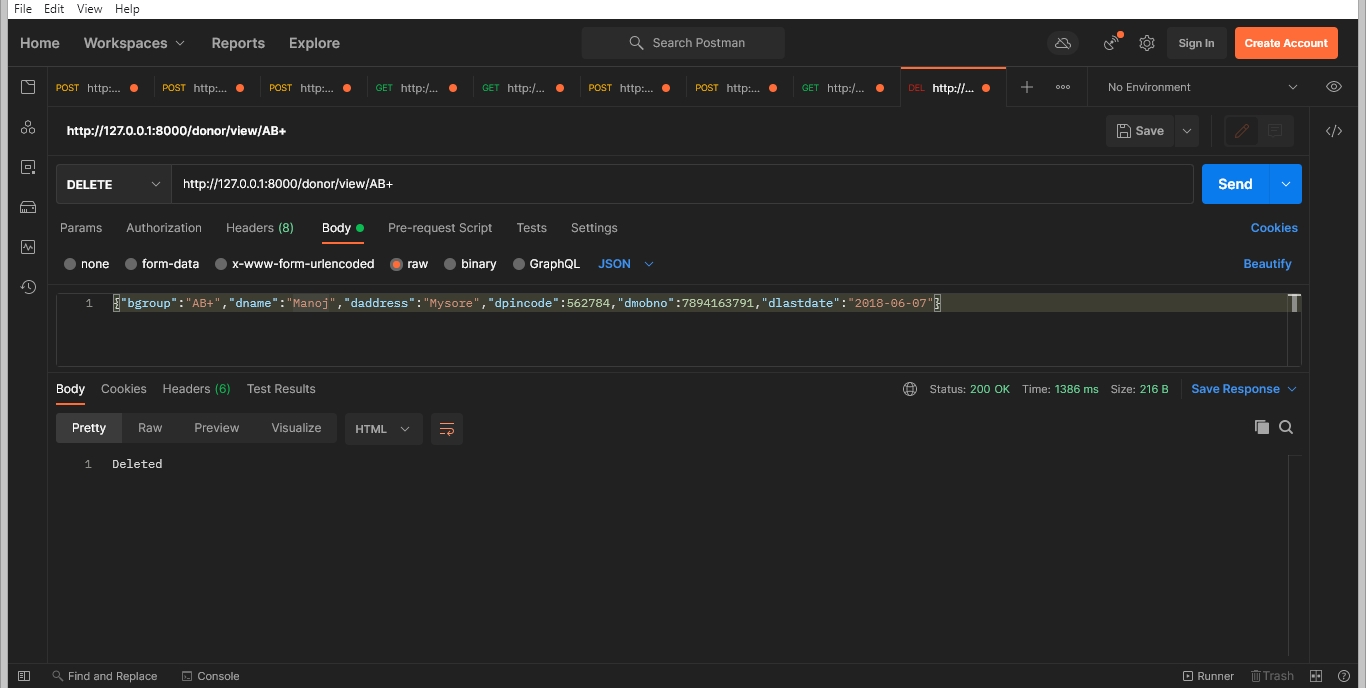 File Edit View Help
Home Workspaces Reports Explore Search Postman Sign In Create Account
POST http:... POST http:... POST http:... GET http:/... GET http:/... POST http:... POST http:... GET http:/... DEL http://... No Environment
http://127.0.0.1:8000/donor/view/AB+ Save
DELETE http://127.0.0.1:8000/donor/view/AB+ Send
Params Authorization Headers (8) Body Pre-request Script Tests Settings Cookies
none form-data x-www-form-urlencoded raw binary GraphQL JSON Beautify
1 {"bgroup":"AB+","dname":"Manoj","daddress":"Mysore","dpincode":562784,"dmobno":7894163791,"dlastdate":"2018-06-07"}
Body Cookies Headers (6) Test Results Status: 200 OK Time: 1386 ms Size: 216 B Save Response
Pretty Raw Preview Visualize HTML
1 Deleted
Find and Replace Console Runner Trash